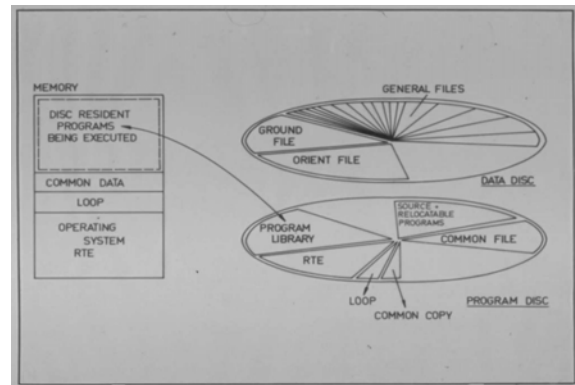 MEMORY
DISC RESIDENT
PROGRAMS
BEING EXECUTED
COMMON DATA
LOOP
OPERATING
SYSTEM
RTE
GENERAL FILES
GROUND
FILE
ORIENT FILE
DATA DISC
SOURCE +
RELOCATABLE
PROGRAMS
PROGRAM
LIBRARY
COMMON FILE
RTE
LOOP
COMMON COPY
PROGRAM DISC